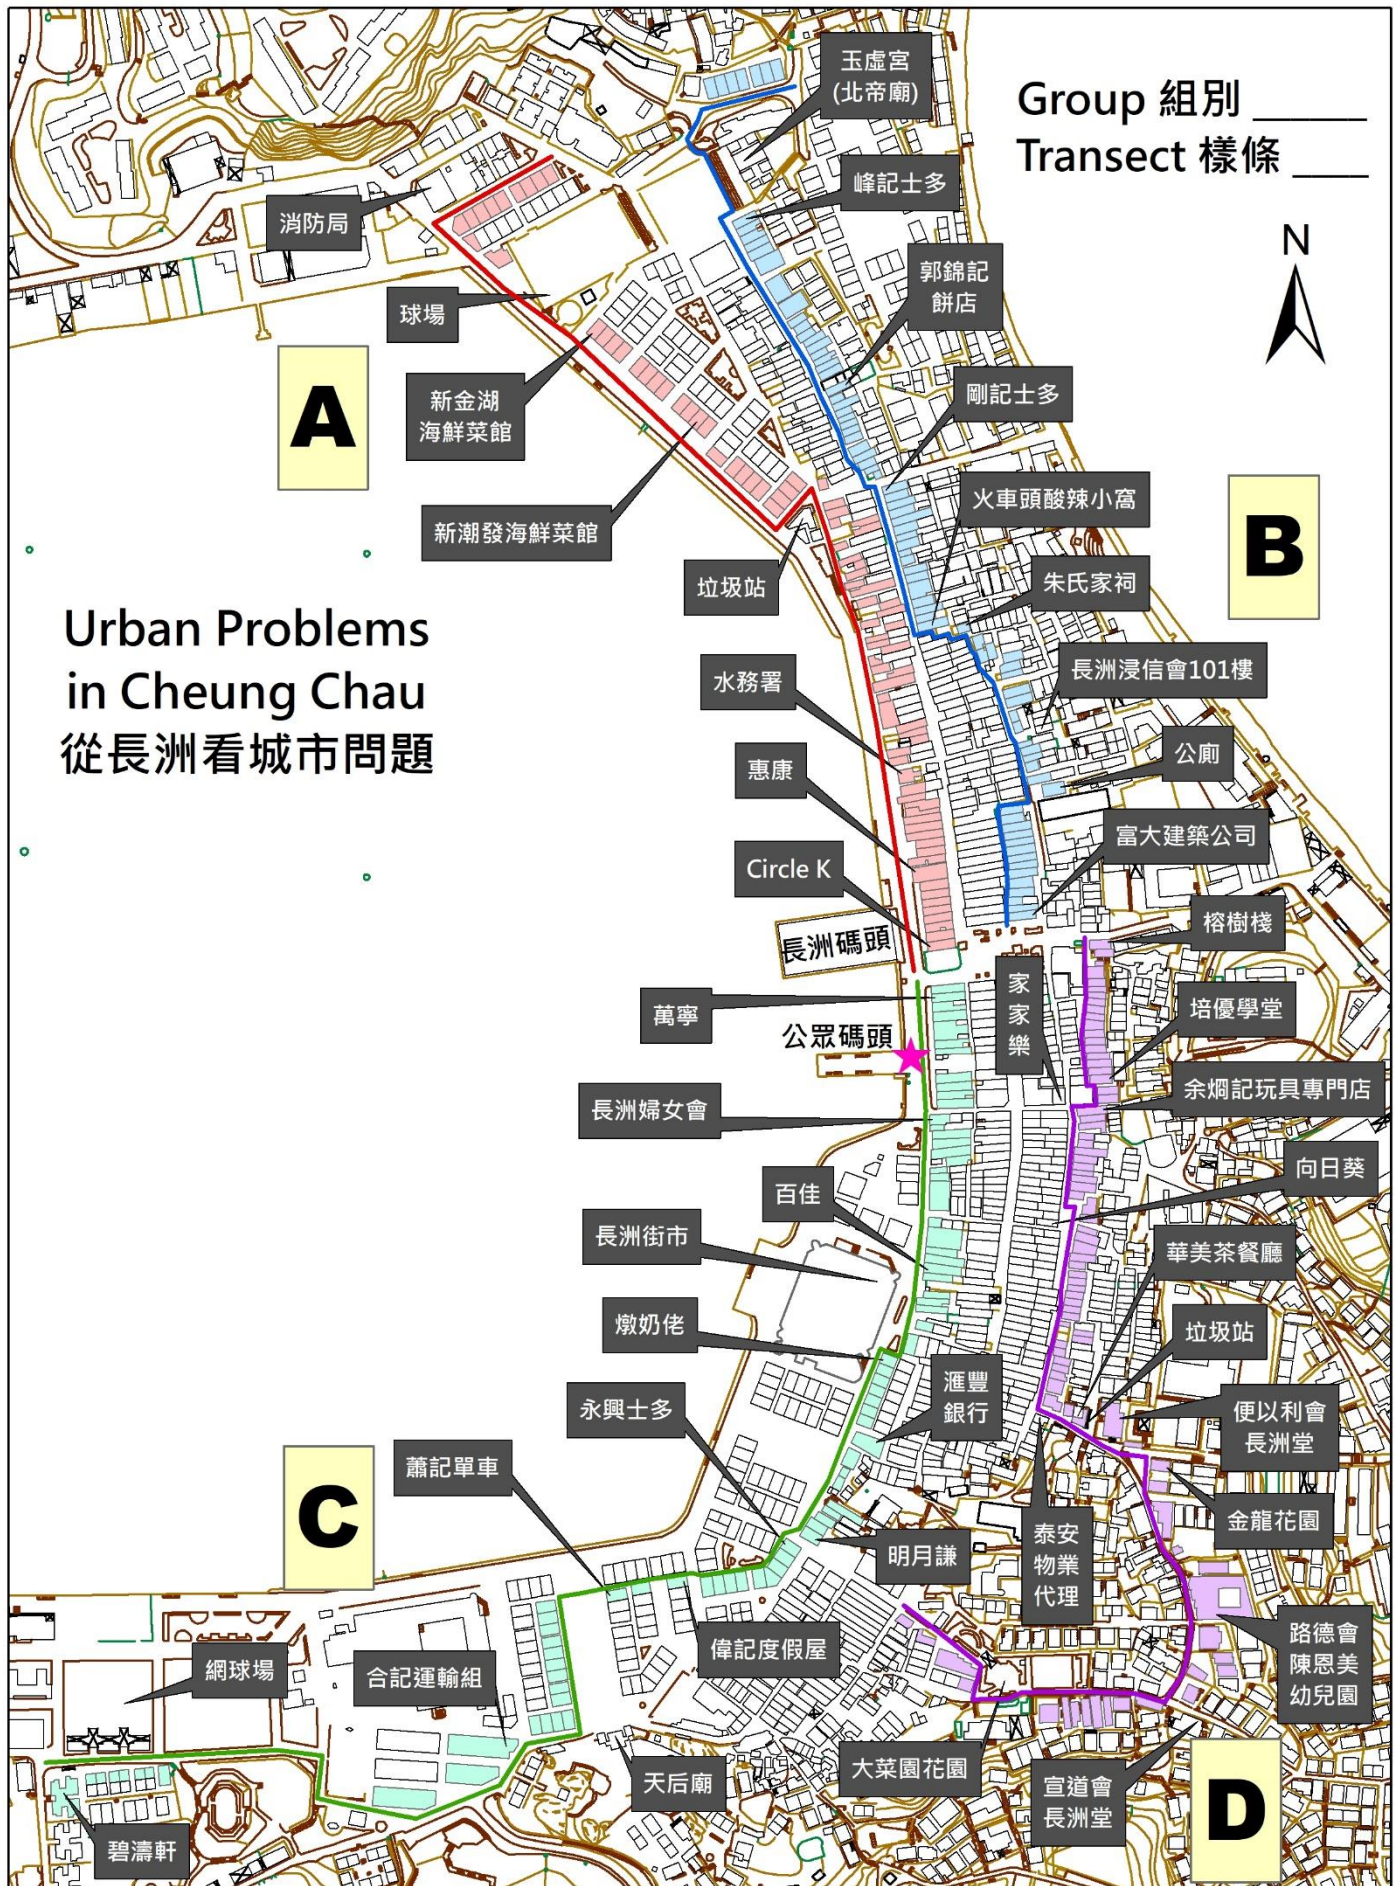 Group 組別 _____
Transect 樣條 ____
N
玉虛宮
(北帝廟)
峰記士多
消防局
郭錦記
餅店
球場
A
新金湖
海鮮菜館
剛記士多
火車頭酸辣小窩
B
新潮發海鮮菜館
垃圾站
朱氏家祠
Urban Problems
in Cheung Chau
從長洲看城市問題
水務署
長洲浸信會101樓
惠康
公廁
Circle K
富大建築公司
長洲碼頭
榕樹棧
萬寧
家
家
樂
培優學堂
公眾碼頭
長洲婦女會
余烱記玩具專門店
百佳
向日葵
長洲街市
華美茶餐廳
燉奶佬
垃圾站
滙豐
銀行
永興士多
便以利會
長洲堂
蕭記單車
C
金龍花園
明月謙
泰安
物業
代理
偉記度假屋
路德會
陳恩美
幼兒園
網球場
合記運輸組
天后廟
大菜園花園
宣道會
長洲堂
D
碧濤軒